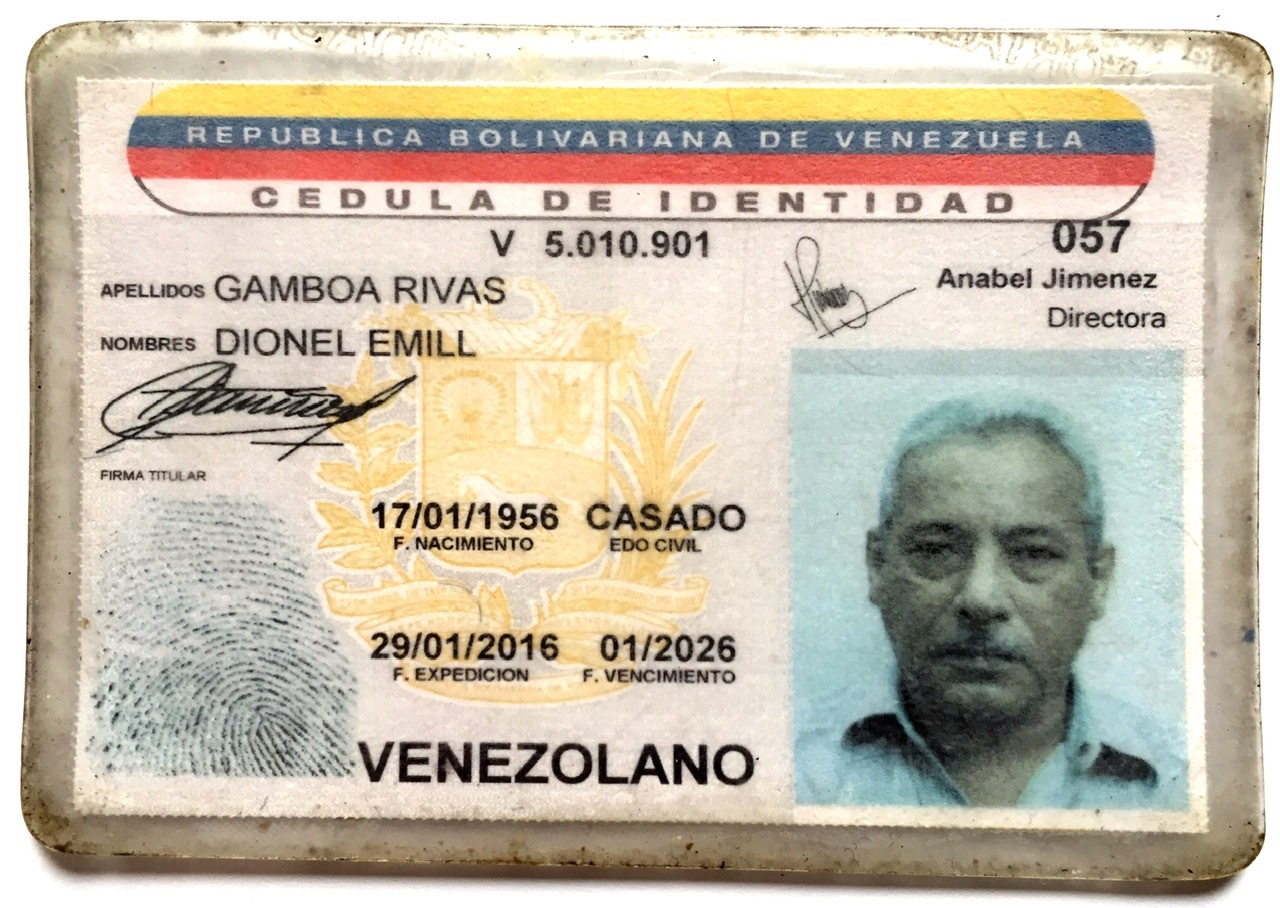 REPUBLICA BOLIVARIANA DE VENEZUELA
CEDULA DE IDENTIDAD
V 5.010.901
057
Anabel Jimenez
Directora
APELLIDOS GAMBOA RIVAS
NOMBRES DIONEL EMILL
FIRMA TITULAR
17/01/1956 CASADO
F. NACIMIENTO EDO CIVIL
29/01/2016 01/2026
F. EXPEDICION F. VENCIMIENTO
VENEZOLANO